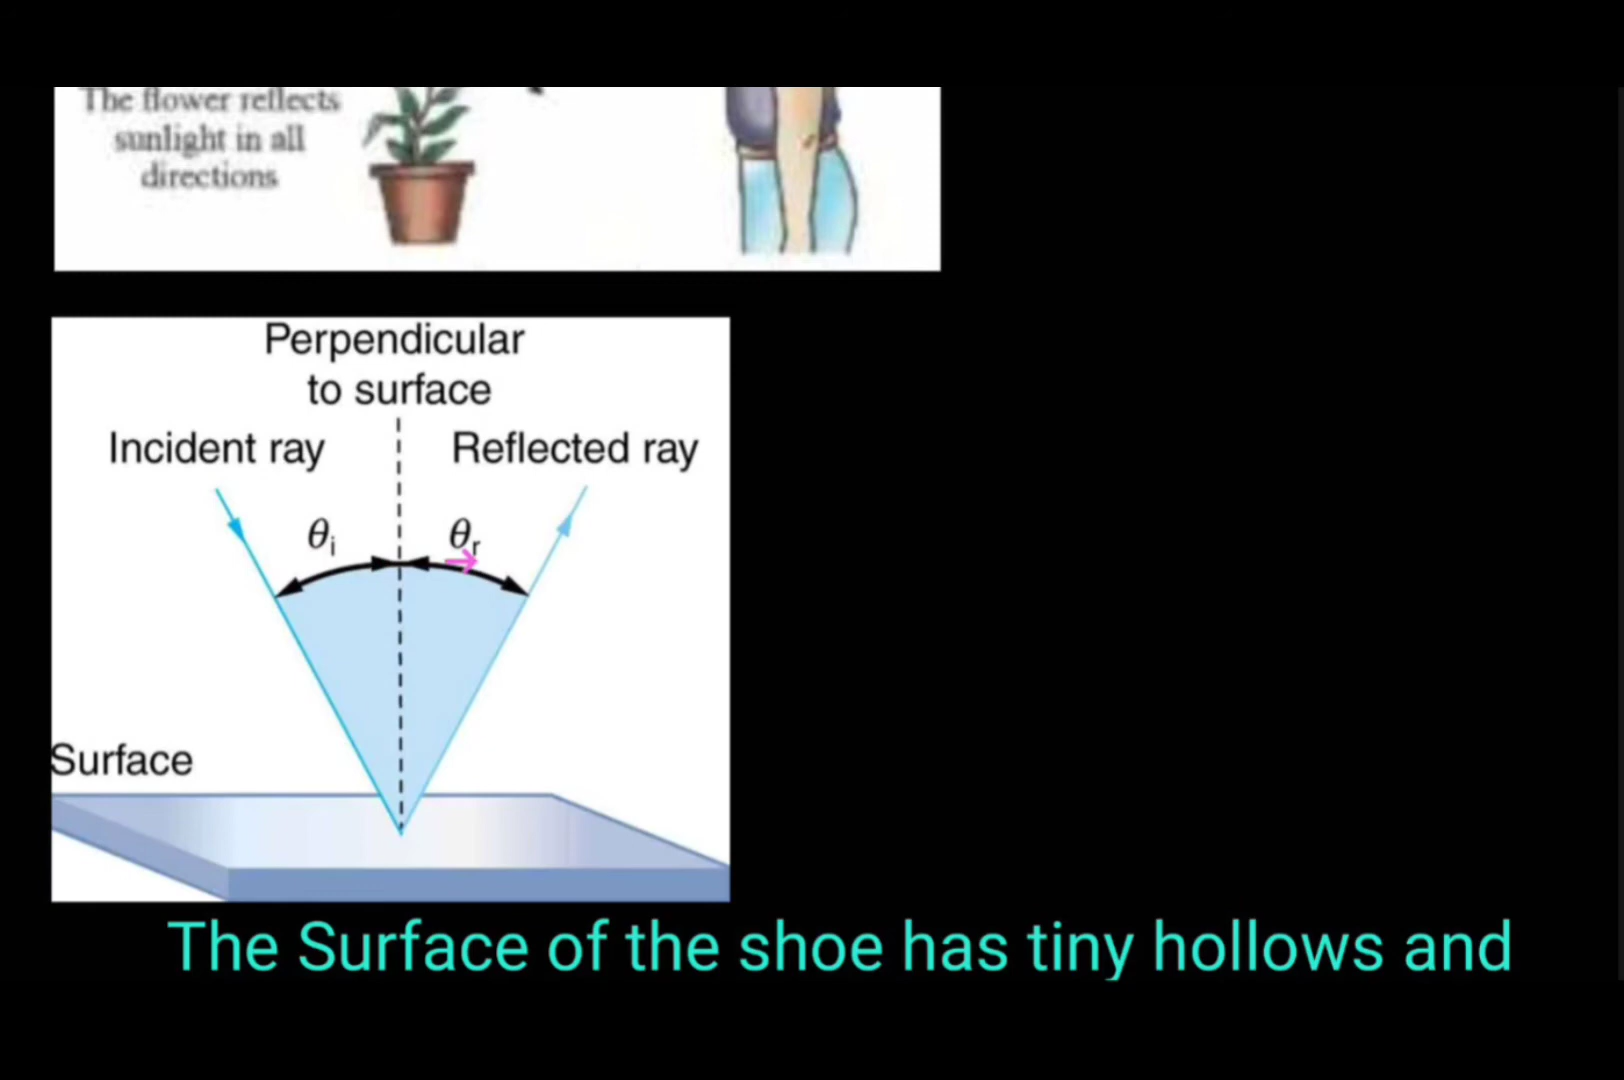 The flower reflects
sunlight in all
directions
Perpendicular
to surface
Incident ray
Reflected ray
θi
θr
Surface
The Surface of the shoe has tiny hollows and